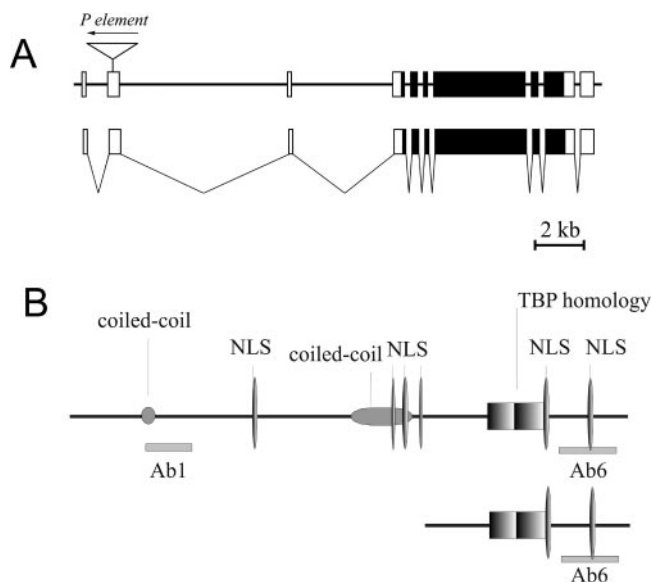 P element
A
2 kb
B
TBP homology
coiled-coil
NLS
coiled-coil
NLS
NLS
NLS
Ab1
Ab6
Ab6